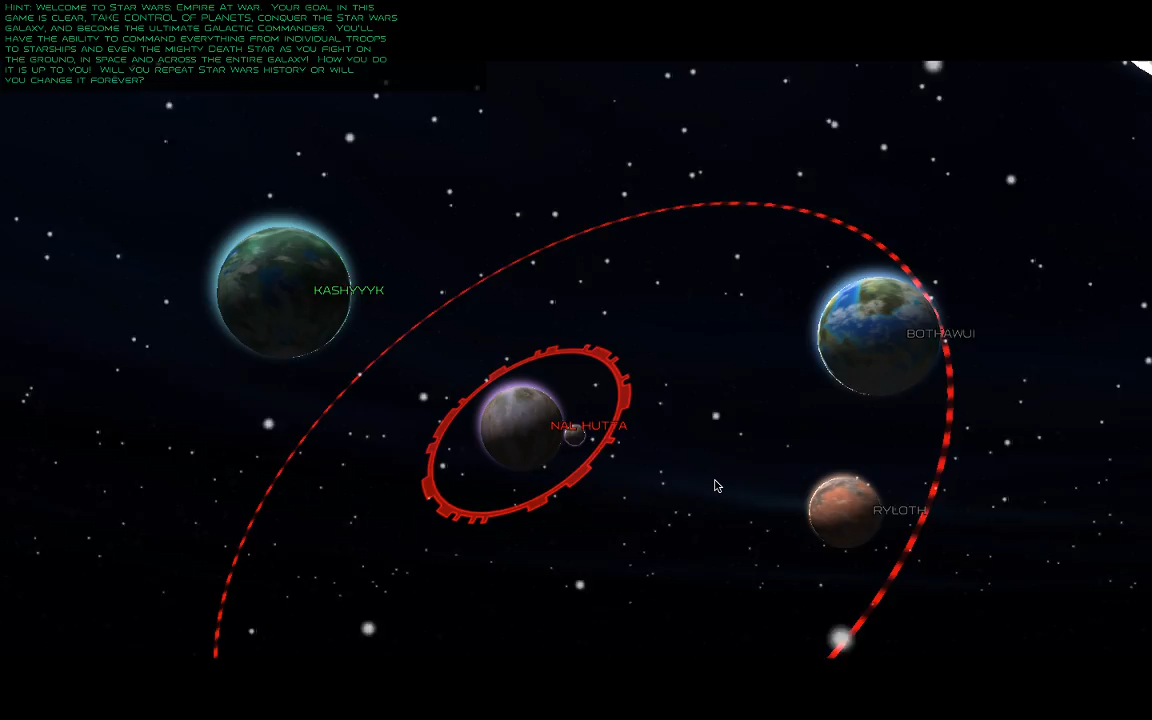 Hint: Welcome to Star Wars: Empire At War. Your goal in this
game is clear, TAKE CONTROL OF PLANETS, conquer the Star Wars
galaxy, and become the ultimate Galactic Commander. You'll
have the ability to command everything from individual troops
to starships and even the mighty Death Star as you fight on
the ground, in space and across the entire galaxy! How you do
it is up to you! Will you repeat Star Wars history or will
you change it forever?
KASHYYYK
BOTHAWUI
NAL HUTTA
RYLOTH